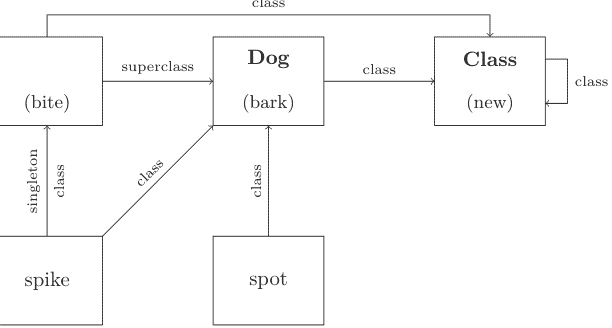 class
superclass
Dog
class
Class
class
(bite)
(bark)
(new)
singleton
class
class
class
spike
spot